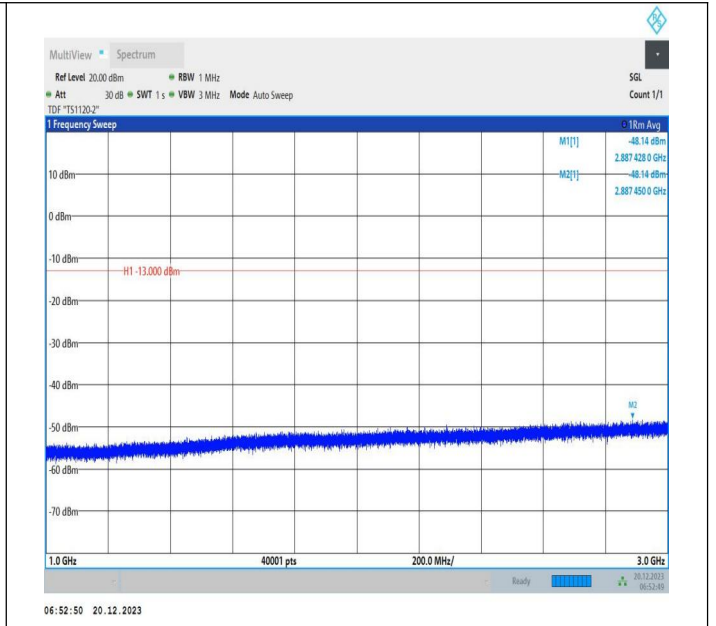 MultiView Spectrum
Ref Level 20.00 dBm RBW 1 MHz SGL
Att 30 dB SWT 1 s VBW 3 MHz Mode Auto Sweep Count 1/1
TDF "TS1120-2"
1 Frequency Sweep 1Rm Avg
M1[1] -48.14 dBm
2.887 428 0 GHz
10 dBm M2[1] -48.14 dBm
2.887 450 0 GHz
0 dBm
-10 dBm
H1 -13.000 dBm
-20 dBm
-30 dBm
-40 dBm
M2
-50 dBm
-60 dBm
-70 dBm
1.0 GHz 40001 pts 200.0 MHz/ 3.0 GHz
Ready 20.12.2023
06:52:49
06:52:50 20.12.2023